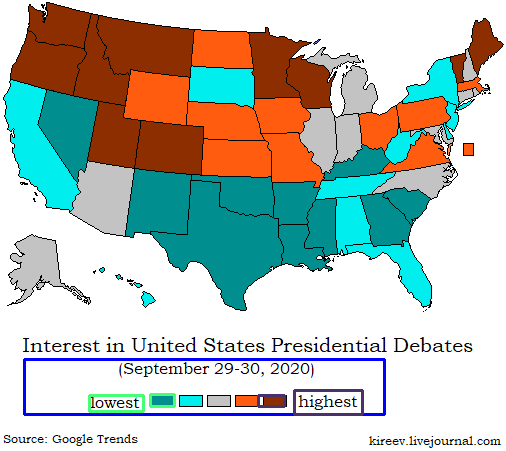 Interest in United States Presidential Debates
(September 29-30, 2020)
lowest highest
Source: Google Trends
kireev.livejournal.com